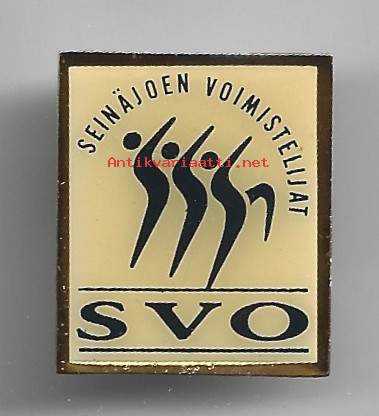 SEINÄJOEN VOIMISTELIJAT
Antikvariaatti.net
SVO